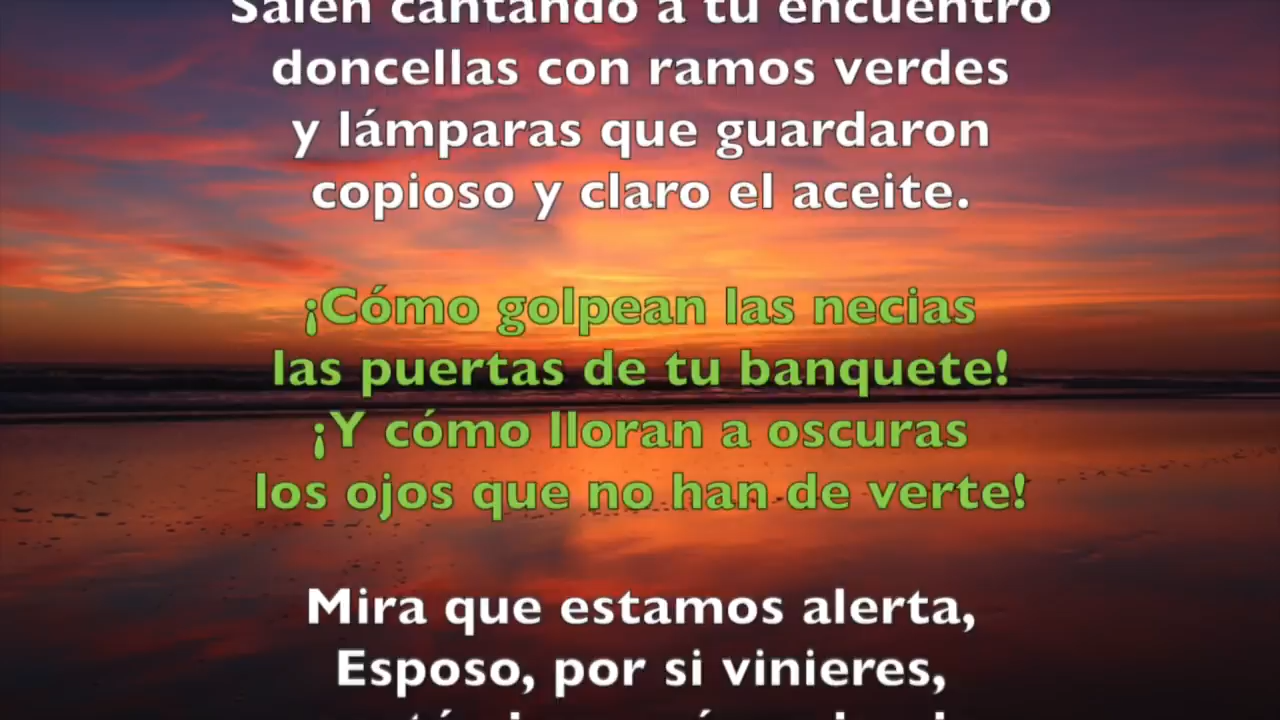 Salen cantando a tu encuentro
doncellas con ramos verdes
y lámparas que guardaron
copioso y claro el aceite.
¡Cómo golpean las necias
las puertas de tu banquete!
¡Y cómo lloran a oscuras
los ojos que no han de verte!
Mira que estamos alerta,
Esposo, por si vinieres,